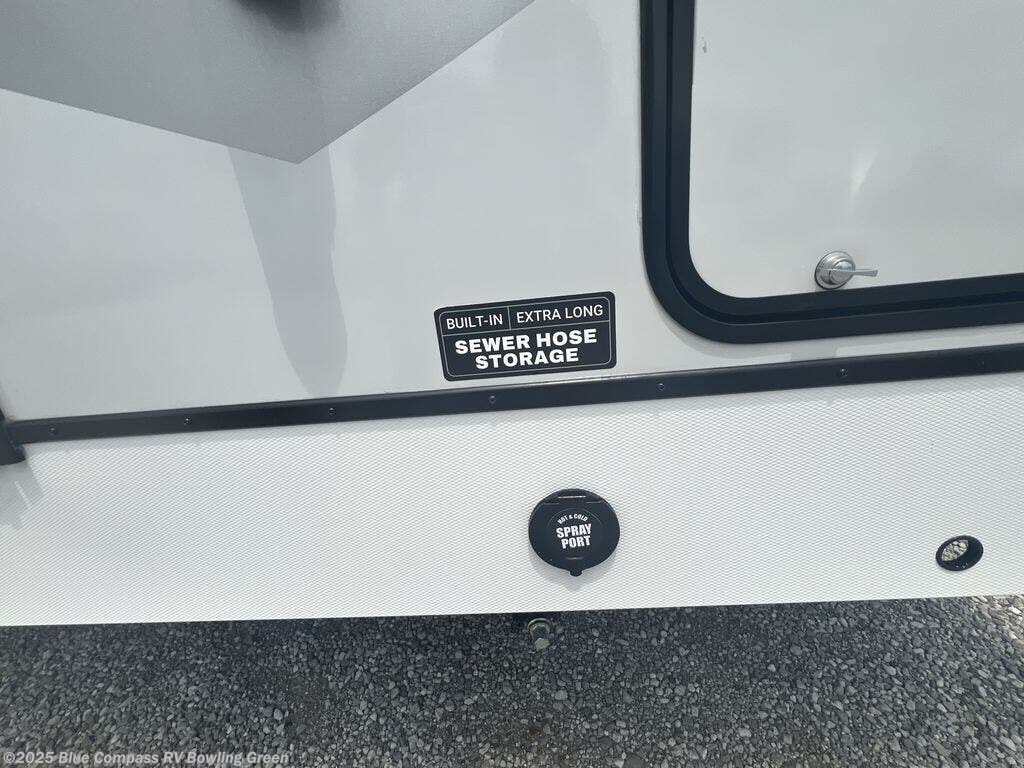 BUILT-IN EXTRA LONG
SEWER HOSE
STORAGE
HOT & COLD
SPRAY
PORT
©2025 Blue Compass RV Bowling Green